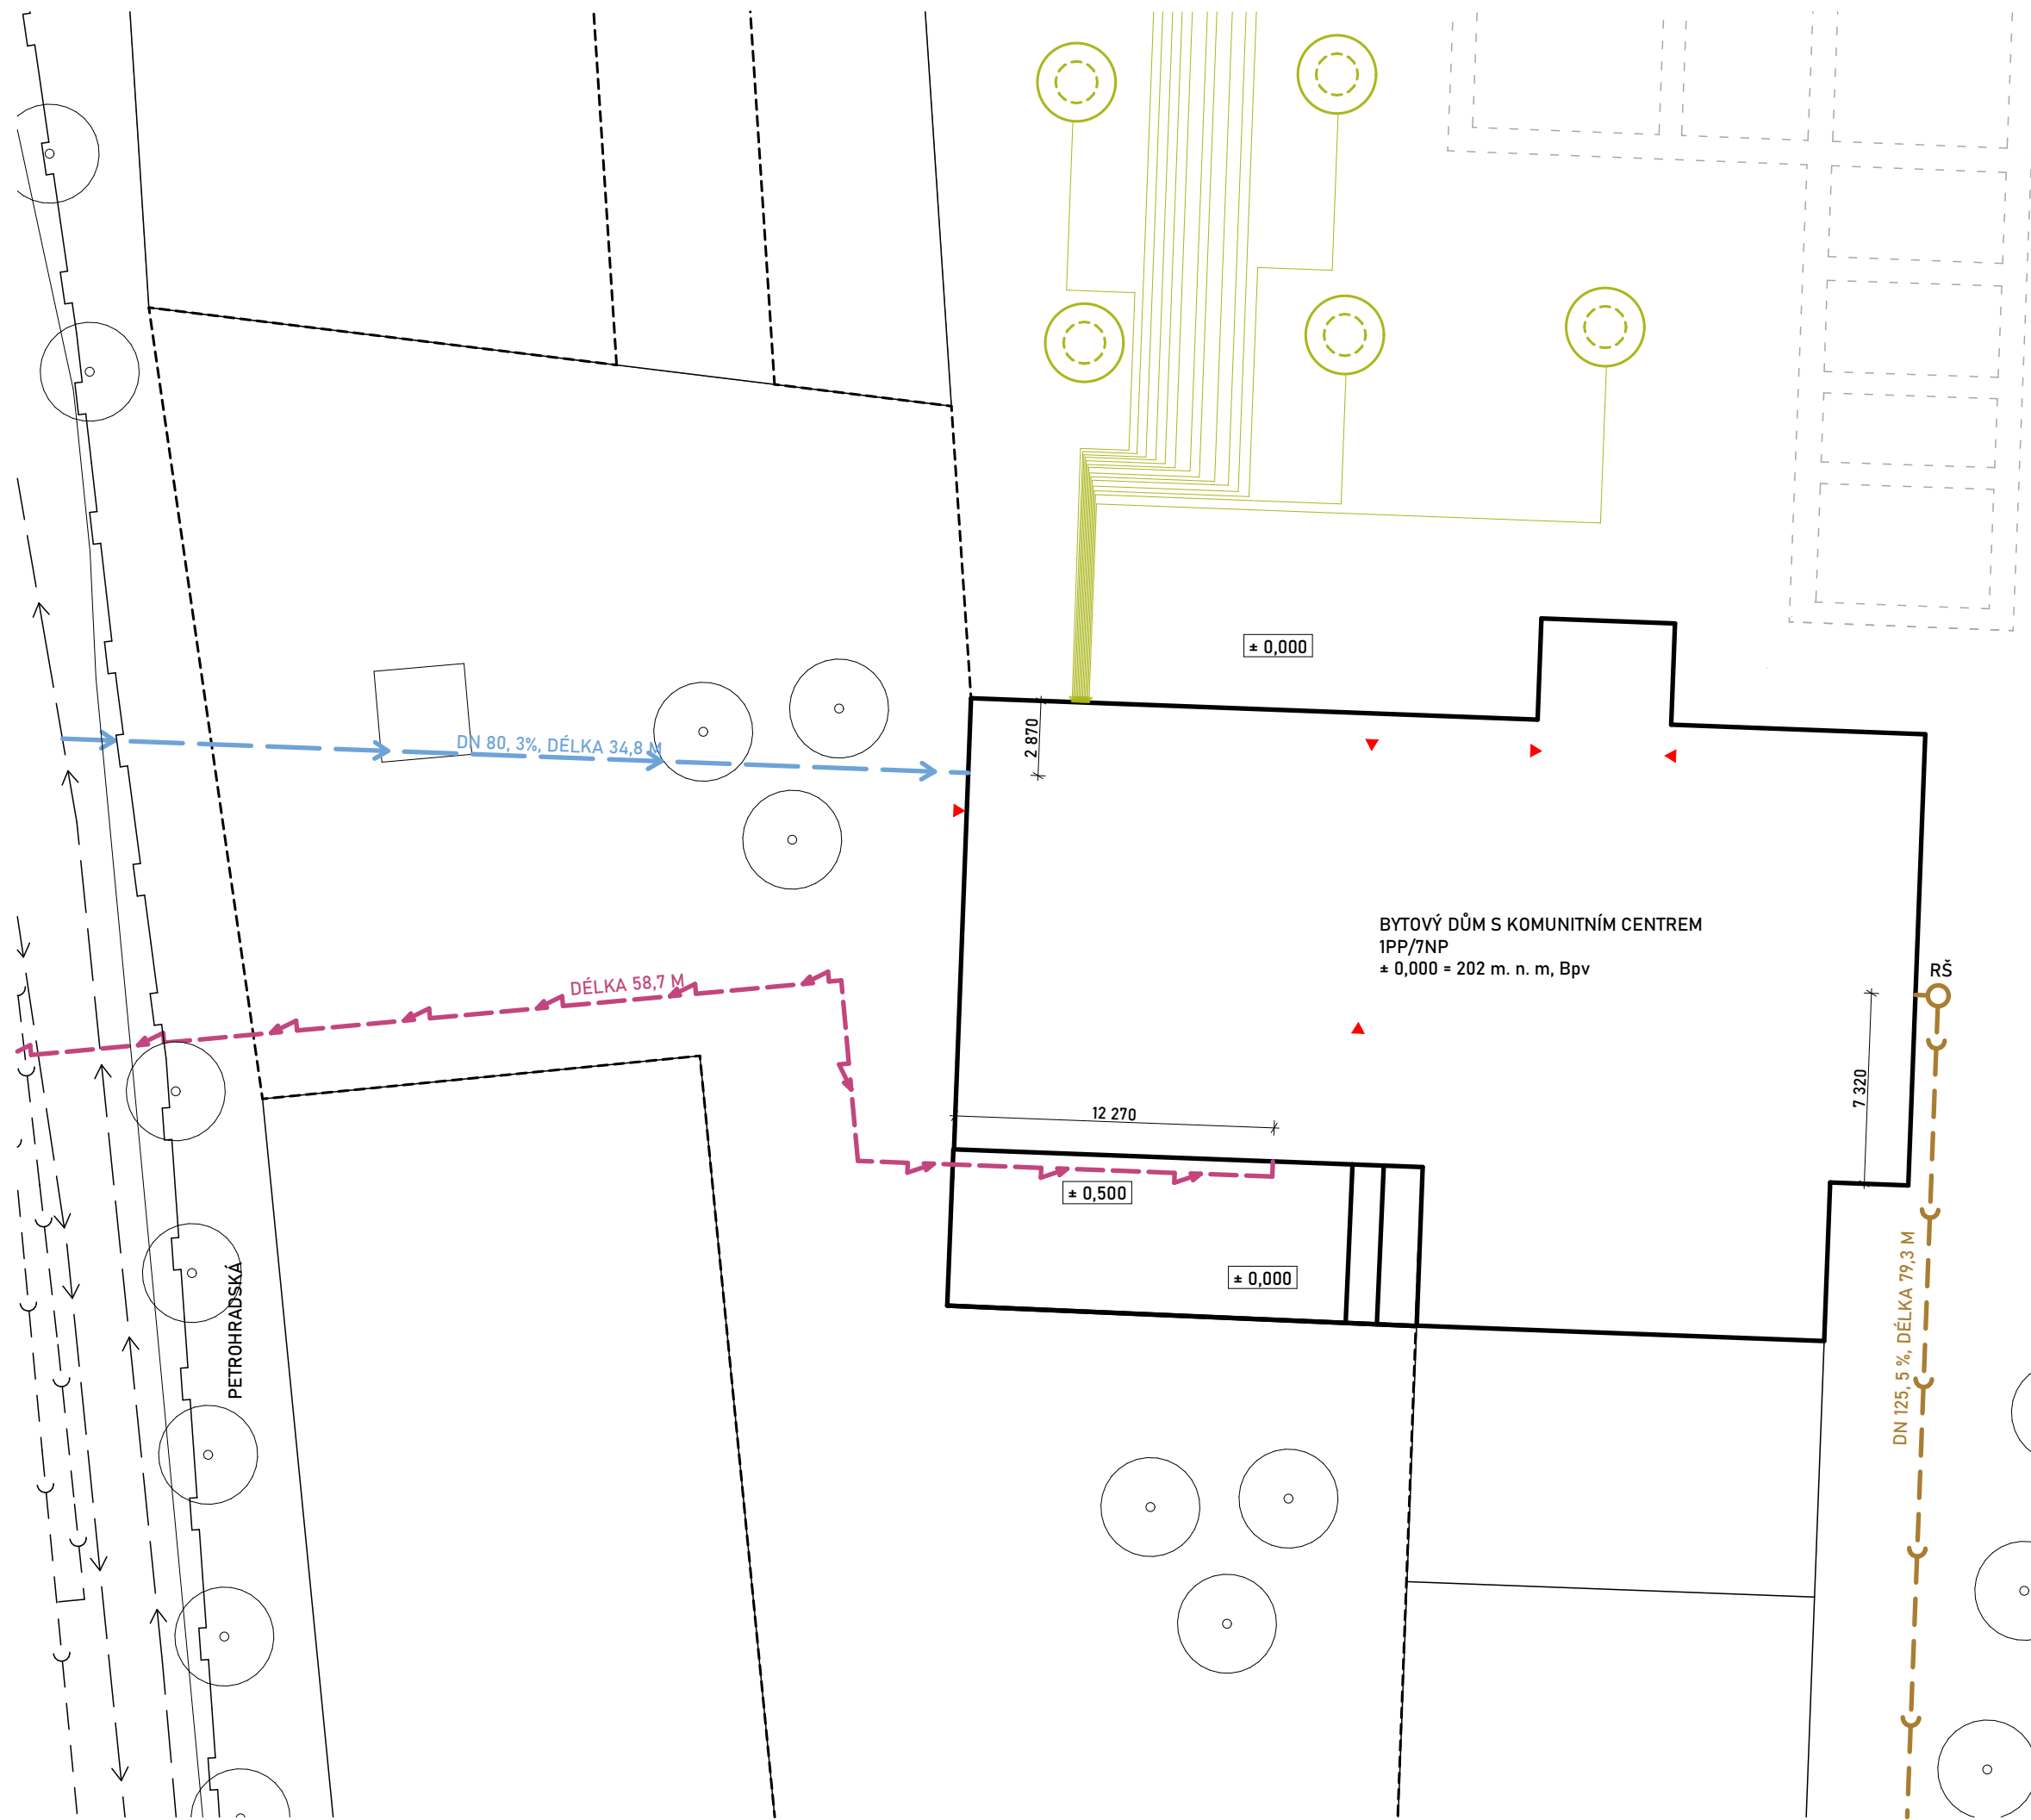 ± 0,000
2 870
DN 80, 3%, DÉLKA 34,8 M
BYTOVÝ DŮM S KOMUNITNÍM CENTREM
1PP/7NP
± 0,000 = 202 m. n. m, Bpv
RŠ
DÉLKA 58,7 M
7 320
12 270
± 0,500
± 0,000
PETROHRADSKÁ
DN 125, 5 %, DÉLKA 79,3 M